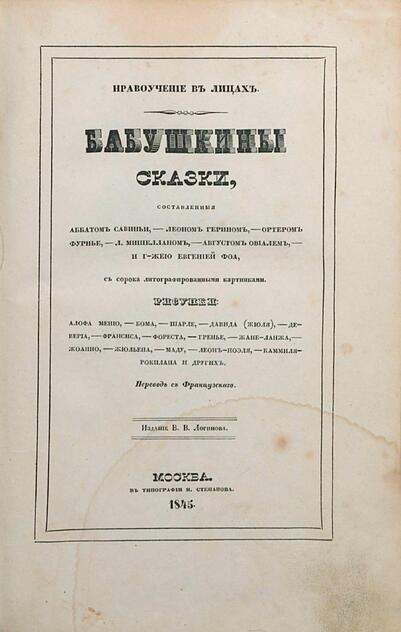 НРАВОУЧЕНІЕ ВЪ ЛИЦАХЪ.
БАБУШКИНЫ
СКАЗКИ,
СОСТАВЛЕННЫЯ
АББАТОМЪ САВИНЬИ, — ЛЕОНОМЪ ГЕРИНОМЪ, — ОРТЕРОМЪ
ФУРНЬЕ, — Л. МИШЕЛЛАНОМЪ, — АВГУСТОМЪ ОВІАЛЕМЪ, —
И Г-ЖЕЮ ЕВГЕНІЕЙ ФОА,
съ сорока литографированными картинками.
РИСУНКИ:
АЛОФА МЕНЮ, — БОМА, — ШАРЛЕ, — ДАВИДА (ЖЮЛЯ), — ДЕ-
ВЕРІА, — ФРАНСИСА, — ФОРЕСТА, — ГРЕНЬЕ, — ЖАНЕ-ЛАНЖА, —
ЖОАННО, — ЖЮЛЬЕНА, — МАДУ, — ЛЕОНЪ-НОЭЛЯ, — КАММИЛЯ-
РОКПЛАНА И ДРУГИХЪ.
Переводъ съ Французскаго.
Изданіе В. В. Логинова.
МОСКВА.
ВЪ ТИПОГРАФІИ Н. СТЕПАНОВА.
1845.